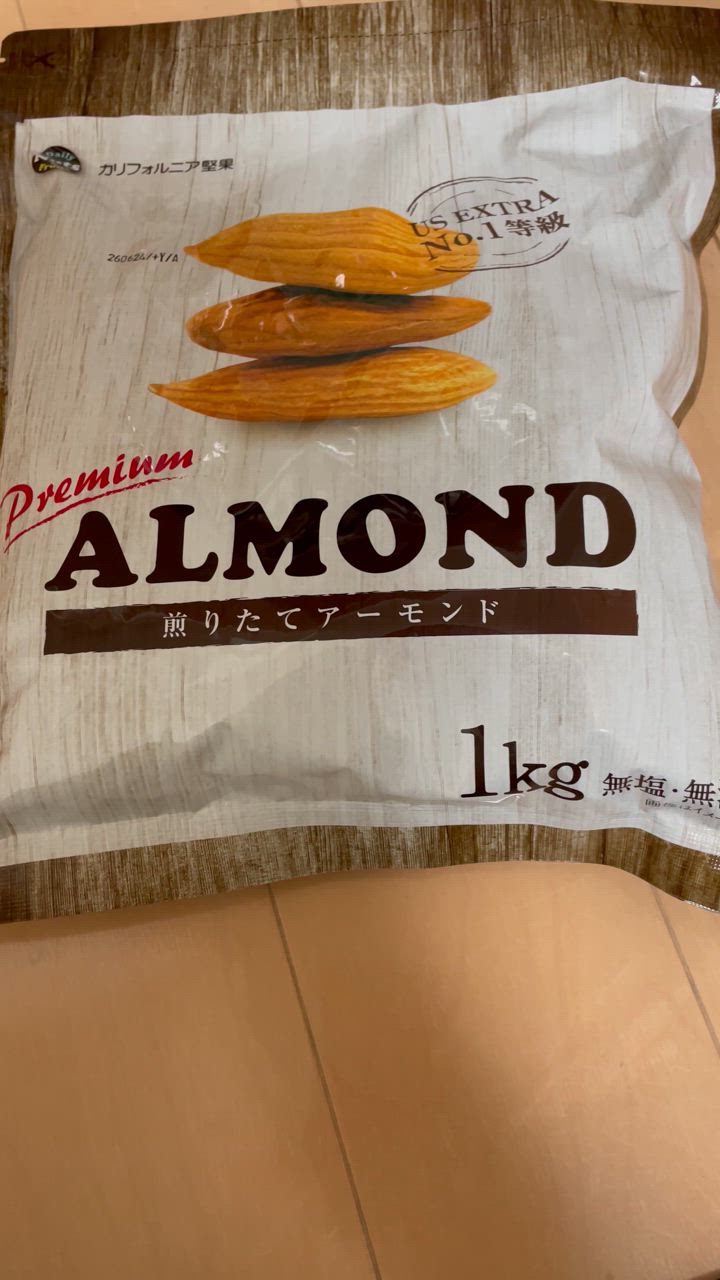 カリフォルニア堅果
US EXTRA
No.1等級
260624/+Y/A
Premium
ALMOND
煎りたてアーモンド
1kg
無塩・無